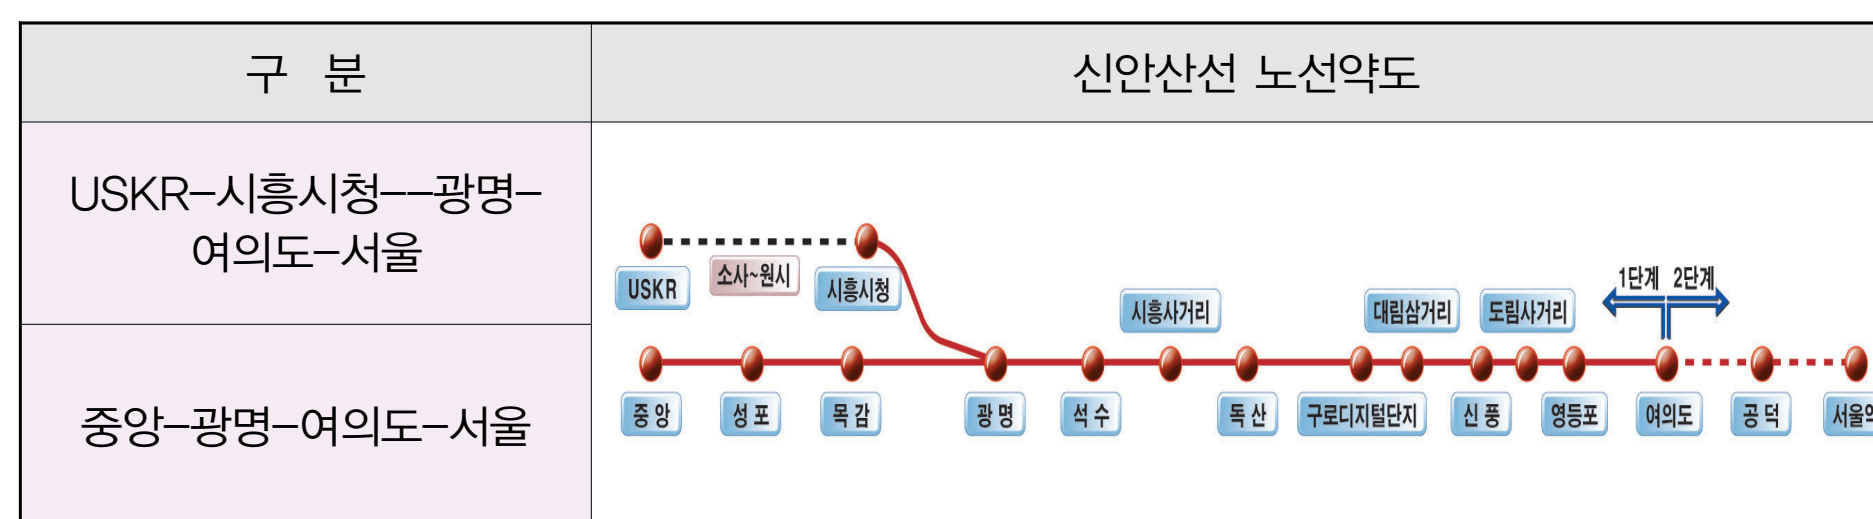 구 분
신안산선 노선약도
USKR-시흥시청--광명-
여의도-서울
중앙-광명-여의도-서울
USKR
소사~원시
시흥시청
시흥사거리
대림삼거리
도림사거리
1단계 2단계
중앙
성포
목감
광명
석수
독산
구로디지털단지
신풍
영등포
여의도
공덕
서울역